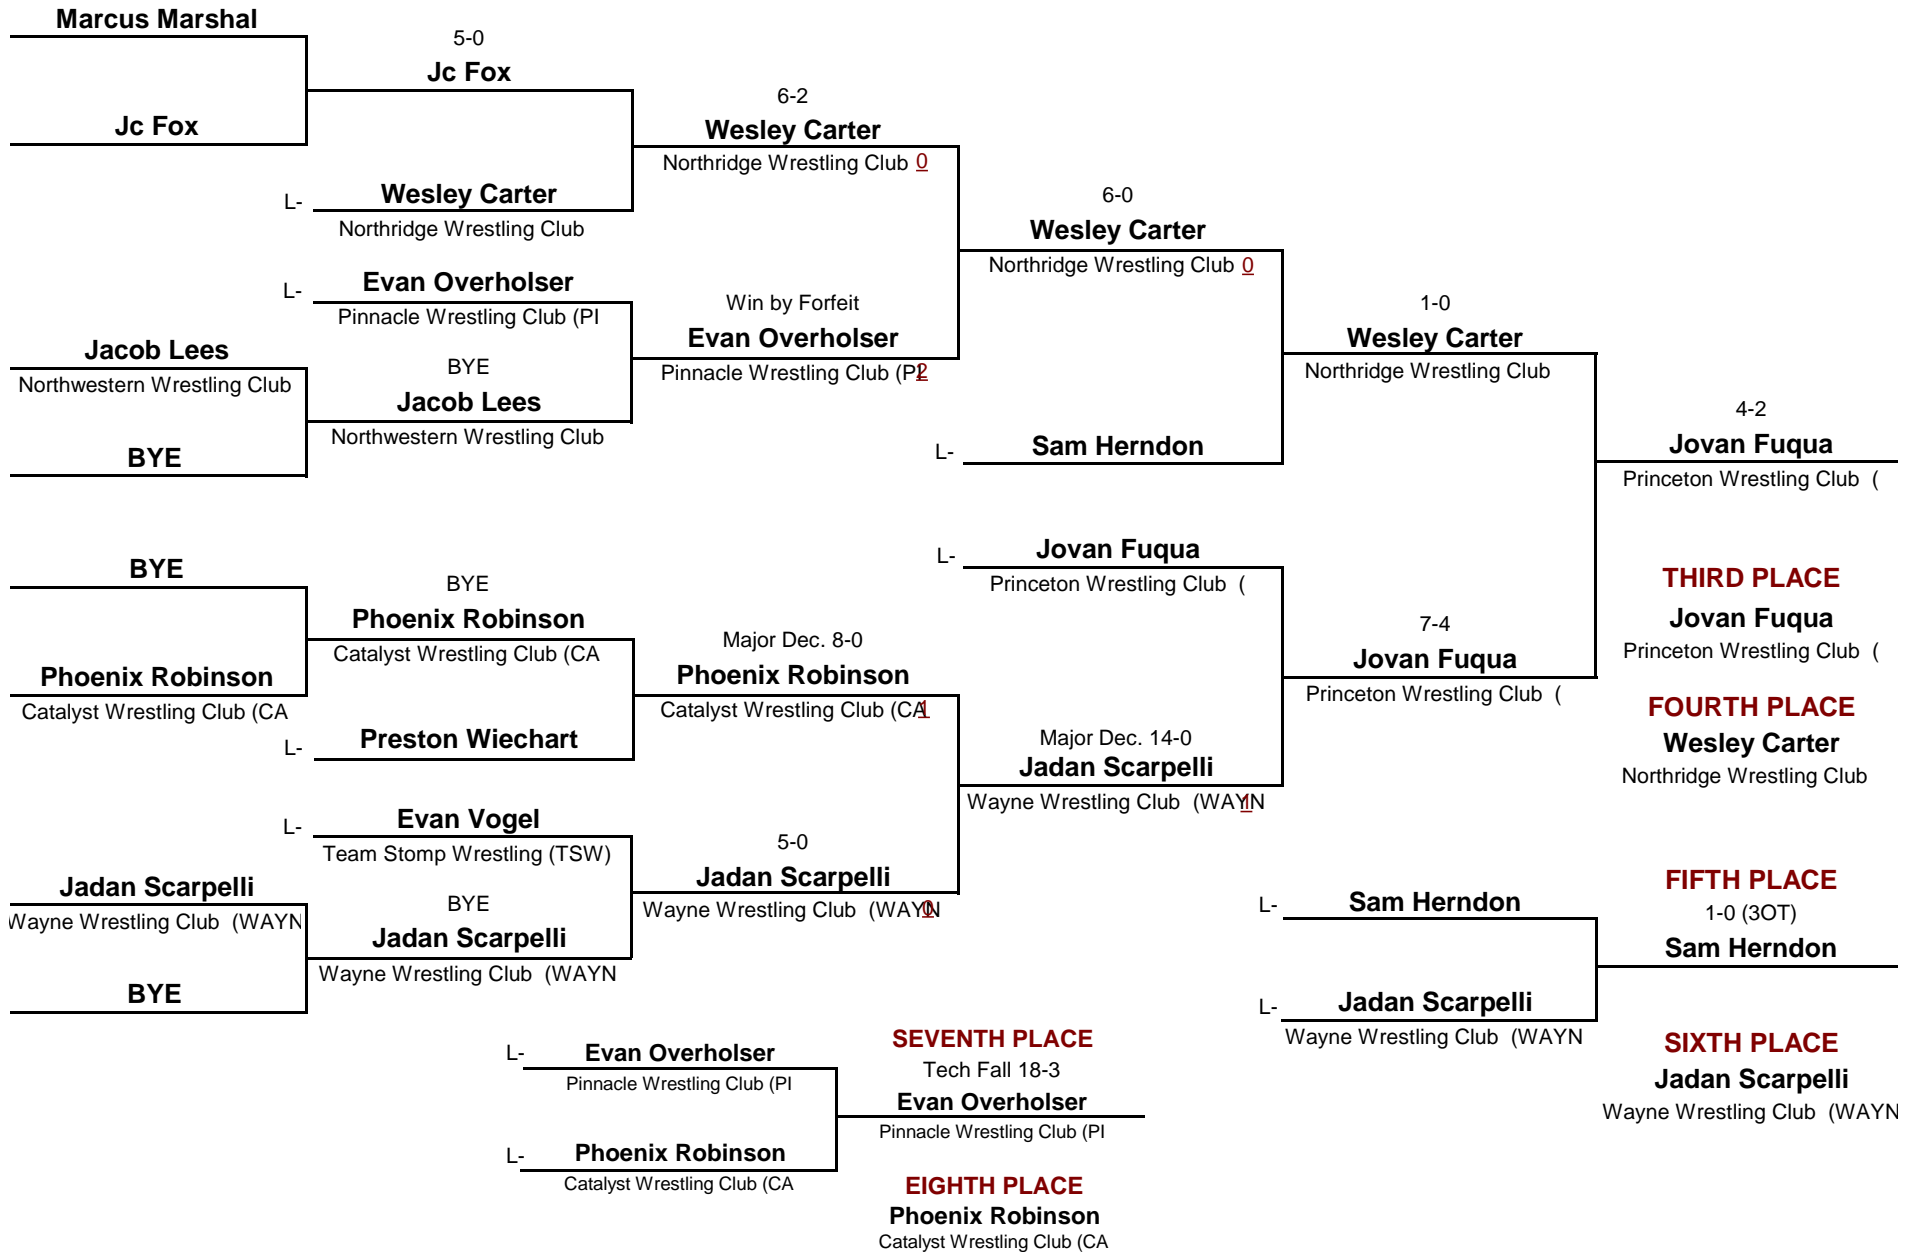 Marcus Marshal
Jc Fox
5-0
Jc Fox
L-
Wesley Carter
Northridge Wrestling Club
6-2
Wesley Carter
Northridge Wrestling Club 0
L-
Evan Overholser
Pinnacle Wrestling Club (PI
Jacob Lees
Northwestern Wrestling Club
BYE
BYE
Jacob Lees
Northwestern Wrestling Club
Win by Forfeit
Evan Overholser
Pinnacle Wrestling Club (PI 2
6-0
Wesley Carter
Northridge Wrestling Club 0
L-
Sam Herndon
1-0
Wesley Carter
Northridge Wrestling Club
4-2
Jovan Fuqua
Princeton Wrestling Club (
BYE
Phoenix Robinson
Catalyst Wrestling Club (CA
BYE
Phoenix Robinson
Catalyst Wrestling Club (CA
L-
Preston Wiechart
Major Dec. 8-0
Phoenix Robinson
Catalyst Wrestling Club (CA 1
L-
Jovan Fuqua
Princeton Wrestling Club (
7-4
Jovan Fuqua
Princeton Wrestling Club (
THIRD PLACE
Jovan Fuqua
Princeton Wrestling Club (
FOURTH PLACE
Wesley Carter
Northridge Wrestling Club
Major Dec. 14-0
Jadan Scarpelli
Wayne Wrestling Club (WAYN 1
L-
Evan Vogel
Team Stomp Wrestling (TSW)
Jadan Scarpelli
Wayne Wrestling Club (WAYN
BYE
BYE
Jadan Scarpelli
Wayne Wrestling Club (WAYN
5-0
Jadan Scarpelli
Wayne Wrestling Club (WAYN 0
L-
Sam Herndon
L-
Jadan Scarpelli
Wayne Wrestling Club (WAYN
FIFTH PLACE
1-0 (3OT)
Sam Herndon
SIXTH PLACE
Jadan Scarpelli
Wayne Wrestling Club (WAYN
L-
Evan Overholser
Pinnacle Wrestling Club (PI
L-
Phoenix Robinson
Catalyst Wrestling Club (CA
SEVENTH PLACE
Tech Fall 18-3
Evan Overholser
Pinnacle Wrestling Club (PI
EIGHTH PLACE
Phoenix Robinson
Catalyst Wrestling Club (CA